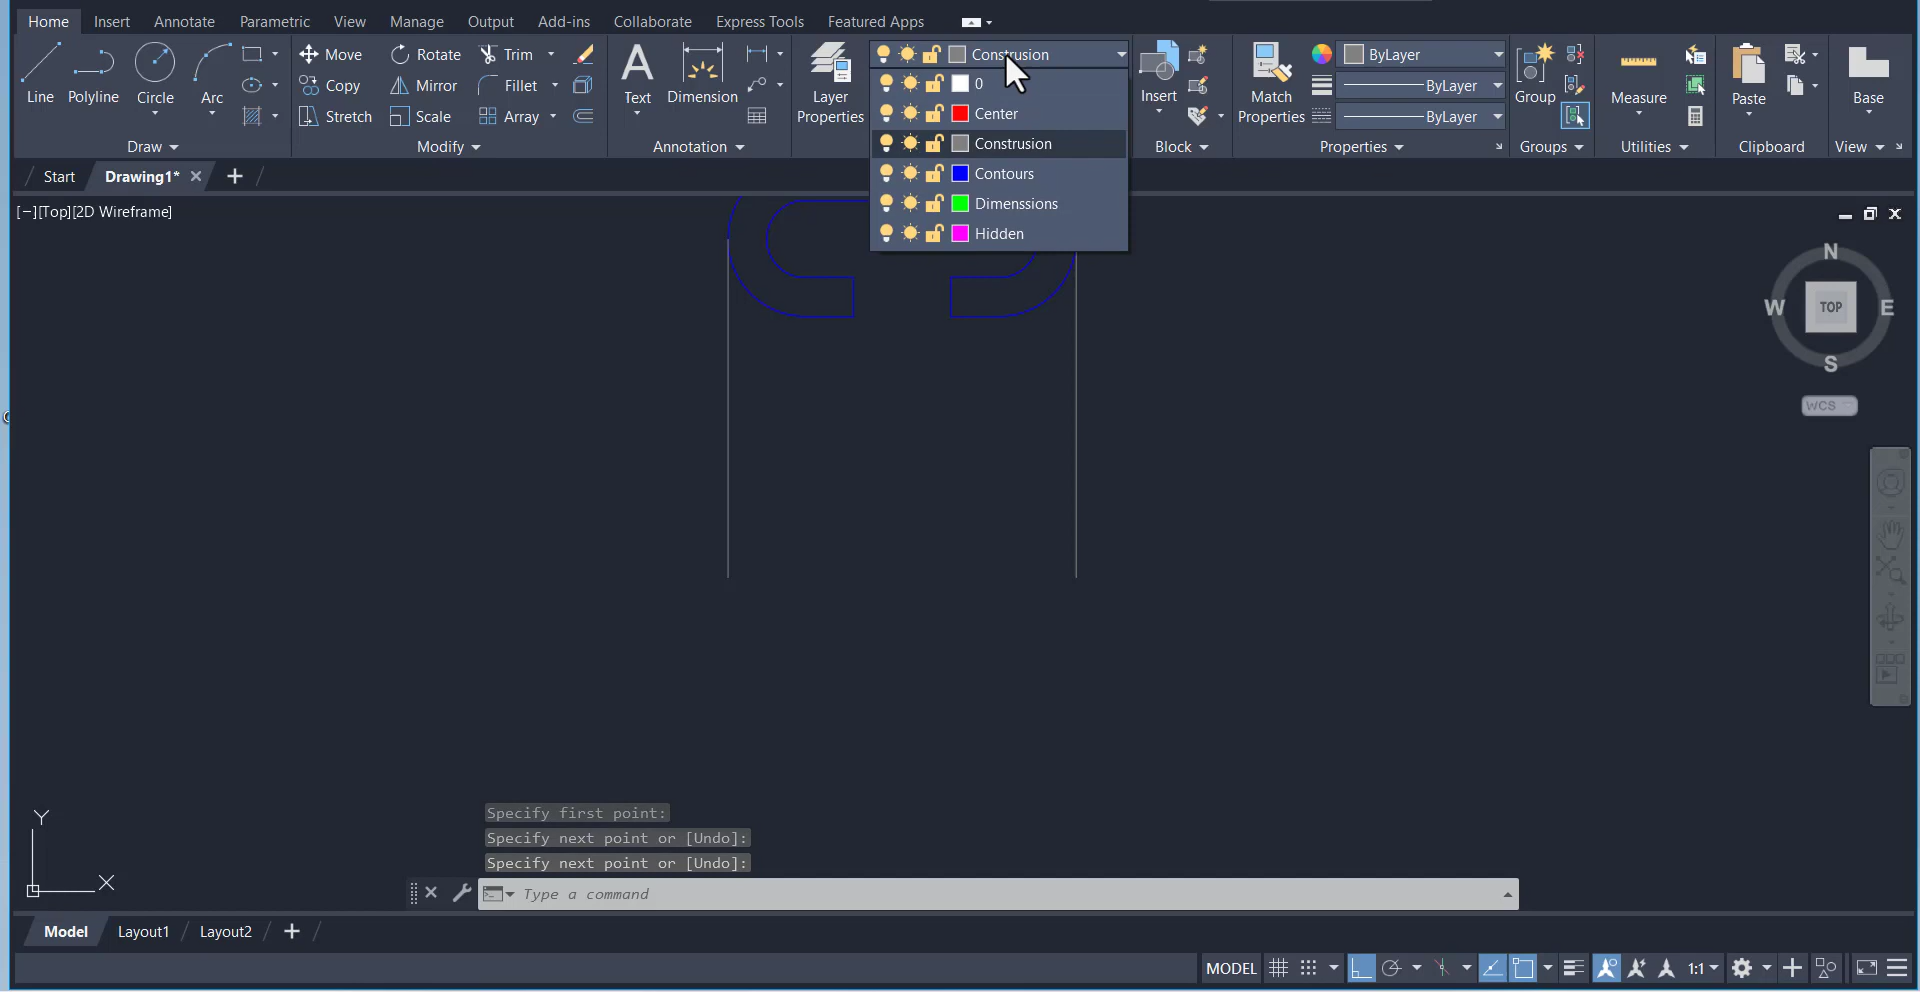 Home Insert Annotate Parametric View Manage Output Add-ins Collaborate Express Tools Featured Apps
Line Polyline Circle Arc
Move Rotate Trim
Copy Mirror Fillet
Stretch Scale Array
Text Dimension
Layer Properties
Construsion
0
Center
Construsion
Contours
Dimenssions
Hidden
Insert
Match Properties
ByLayer
ByLayer
ByLayer
Group
Measure
Paste
Base
Draw Modify Annotation Block Properties Groups Utilities Clipboard View
Start Drawing1*
[−][Top][2D Wireframe]
N
W TOP E
S
WCS
Y
X
Specify first point:
Specify next point or [Undo]:
Specify next point or [Undo]:
Type a command
Model Layout1 Layout2
MODEL 1:1